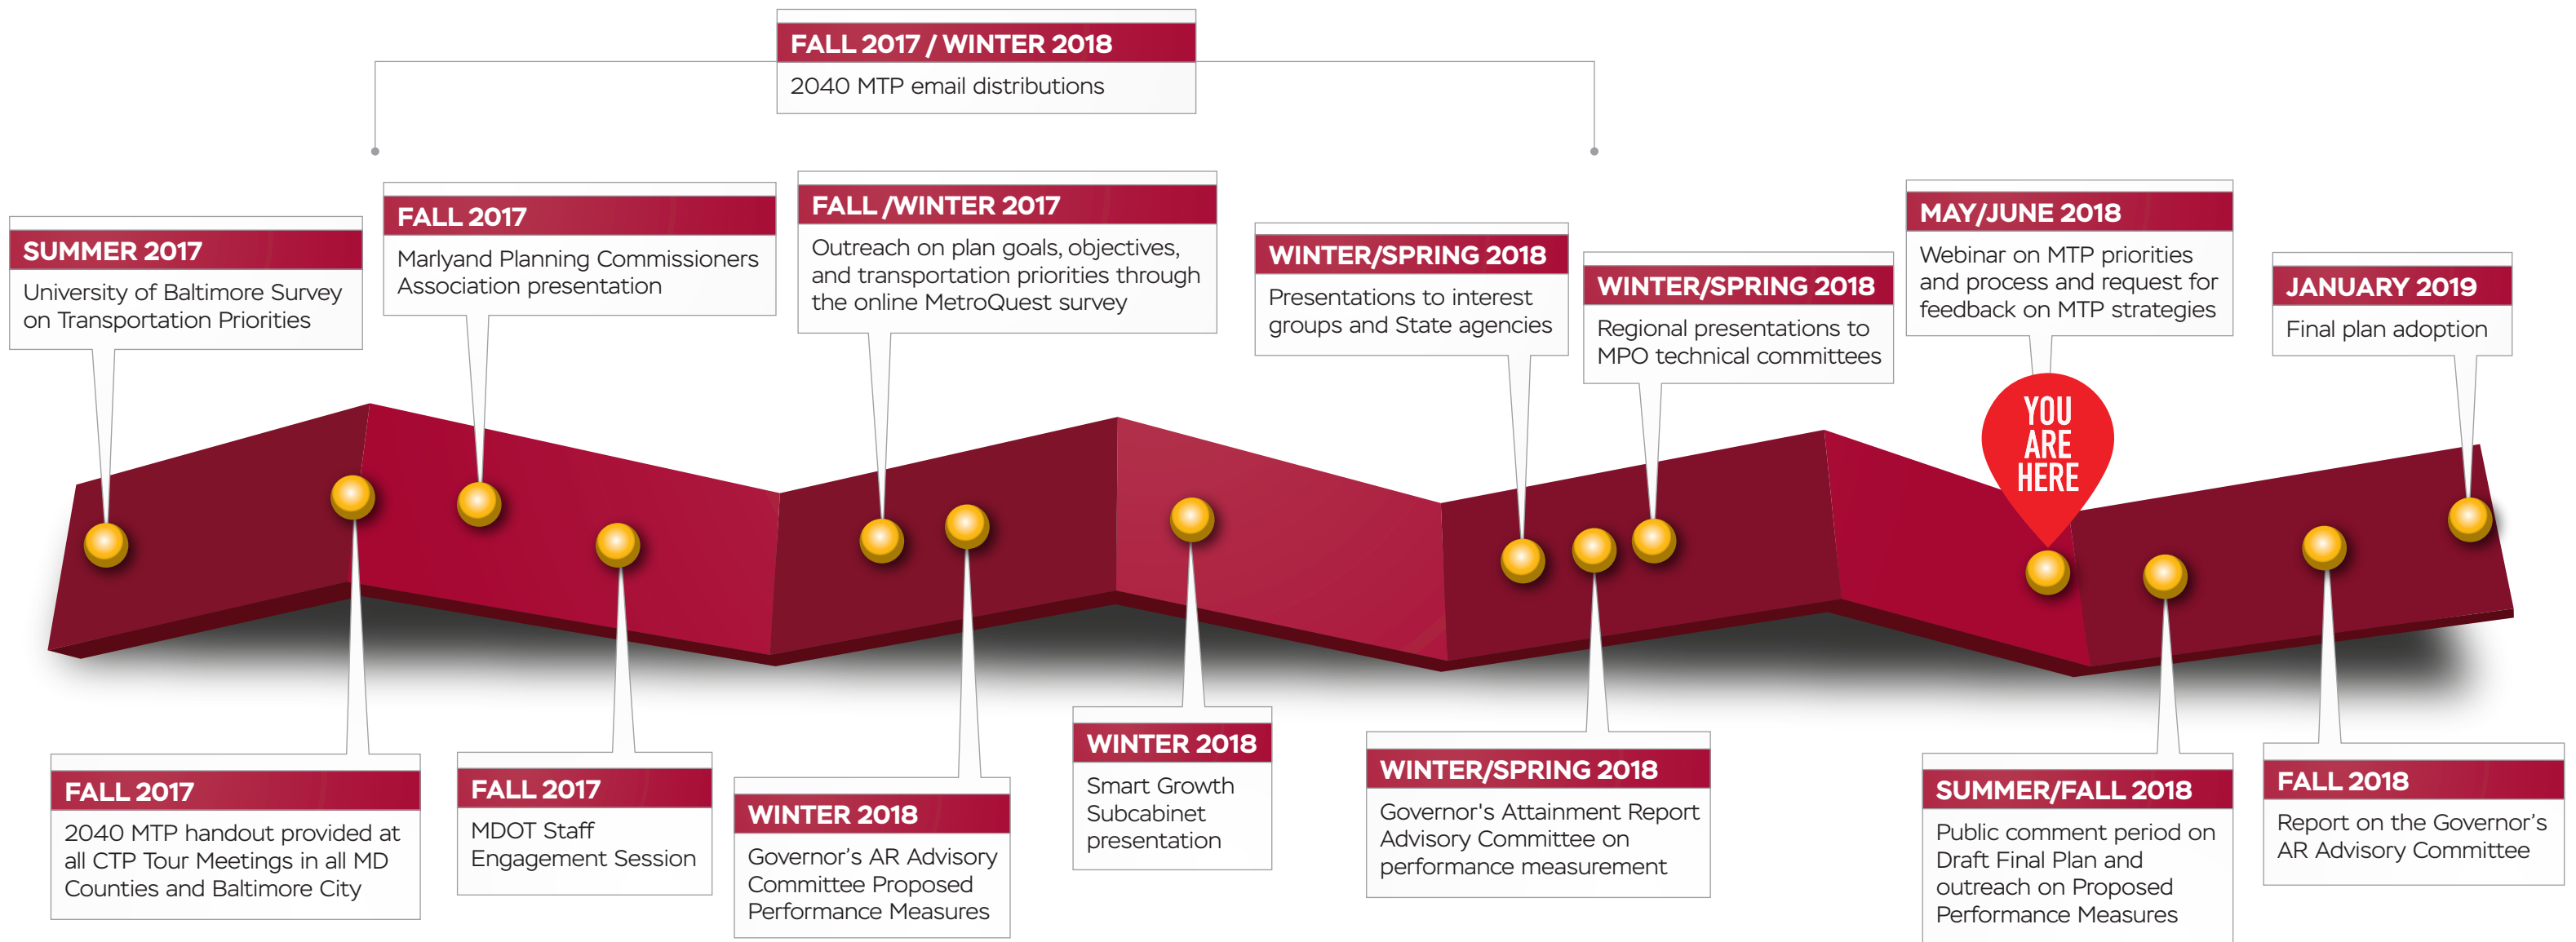 FALL 2017 / WINTER 2018
2040 MTP email distributions
SUMMER 2017
University of Baltimore Survey
on Transportation Priorities
FALL 2017
Marlyand Planning Commissioners
Association presentation
FALL /WINTER 2017
Outreach on plan goals, objectives,
and transportation priorities through
the online MetroQuest survey
WINTER/SPRING 2018
Presentations to interest
groups and State agencies
WINTER/SPRING 2018
Regional presentations to
MPO technical committees
MAY/JUNE 2018
Webinar on MTP priorities
and process and request for
feedback on MTP strategies
JANUARY 2019
Final plan adoption
YOU
ARE
HERE
FALL 2017
2040 MTP handout provided at
all CTP Tour Meetings in all MD
Counties and Baltimore City
FALL 2017
MDOT Staff
Engagement Session
WINTER 2018
Governor’s AR Advisory
Committee Proposed
Performance Measures
WINTER 2018
Smart Growth
Subcabinet
presentation
WINTER/SPRING 2018
Governor's Attainment Report
Advisory Committee on
performance measurement
SUMMER/FALL 2018
Public comment period on
Draft Final Plan and
outreach on Proposed
Performance Measures
FALL 2018
Report on the Governor’s
AR Advisory Committee